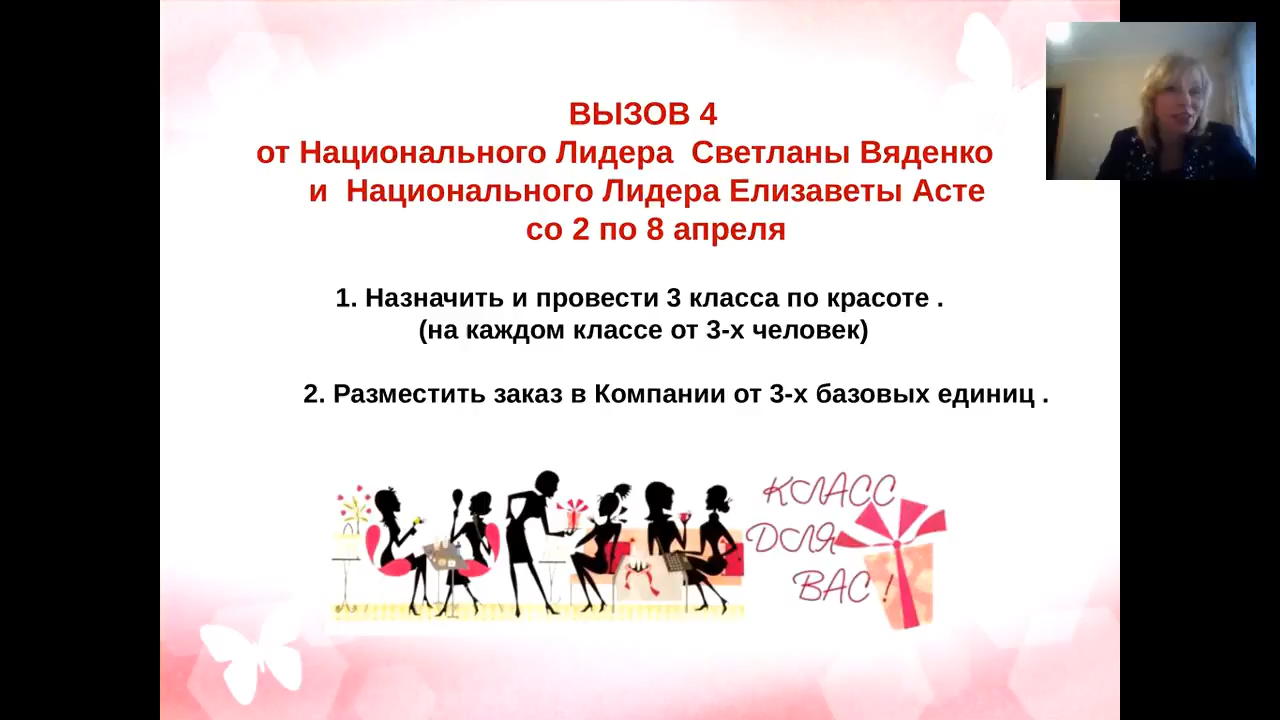 ВЫЗОВ 4
от Национального Лидера Светланы Вяденко
и Национального Лидера Елизаветы Асте
со 2 по 8 апреля
1. Назначить и провести 3 класса по красоте .
(на каждом классе от 3-х человек)
2. Разместить заказ в Компании от 3-х базовых единиц .
КЛАСС
ДЛЯ
ВАС !